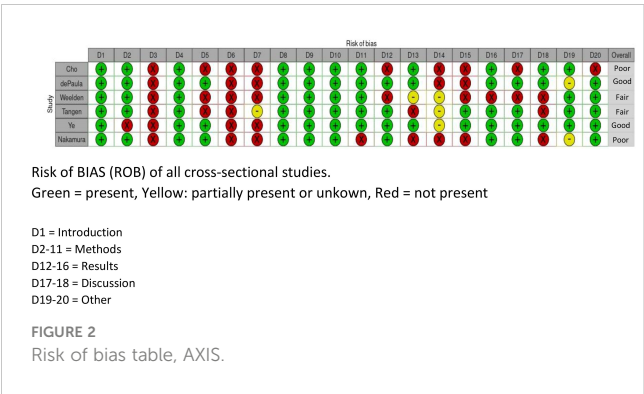 Risk of bias
D1 D2 D3 D4 D5 D6 D7 D8 D9 D10 D11 D12 D13 D14 D15 D16 D17 D18 D19 D20 Overall
Study
Cho Poor
dePaula Good
Weelden Fair
Tangen Fair
Ye Good
Nakamura Poor
Risk of BIAS (ROB) of all cross-sectional studies.
Green = present, Yellow: partially present or unkown, Red = not present
D1 = Introduction
D2-11 = Methods
D12-16 = Results
D17-18 = Discussion
D19-20 = Other
FIGURE 2
Risk of bias table, AXIS.